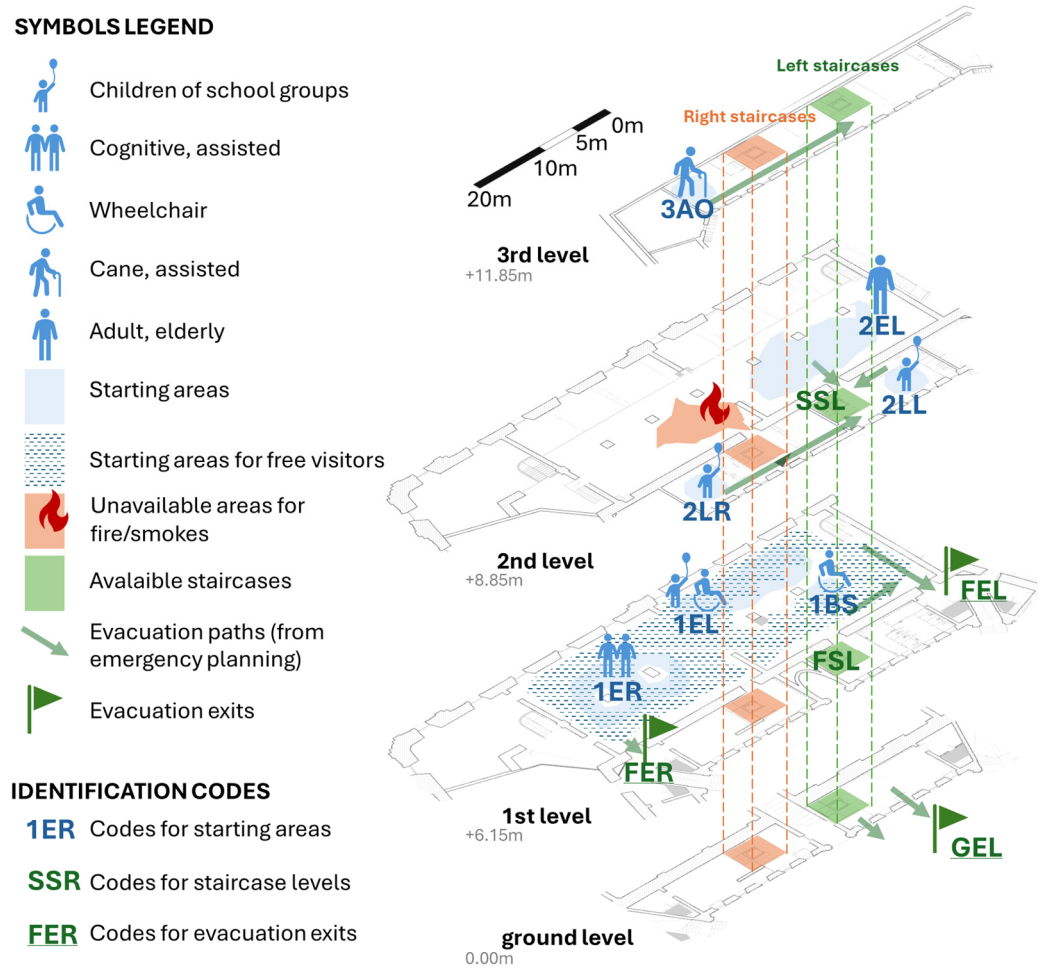 SYMBOLS LEGEND
Children of school groups
Cognitive, assisted
Wheelchair
Cane, assisted
Adult, elderly
Starting areas
Starting areas for free visitors
Unavailable areas for
fire/smokes
Avalaible staircases
Evacuation paths (from
emergency planning)
Evacuation exits
IDENTIFICATION CODES
1ER Codes for starting areas
SSR Codes for staircase levels
FER Codes for evacuation exits
Left staircases
Right staircases
0m
5m
10m
20m
3AO
3rd level
+11.85m
2EL
SSL
2LL
2LR
2nd level
+8.85m
FEL
1EL
1BS
FSL
1ER
FER
1st level
+6.15m
GEL
ground level
0.00m